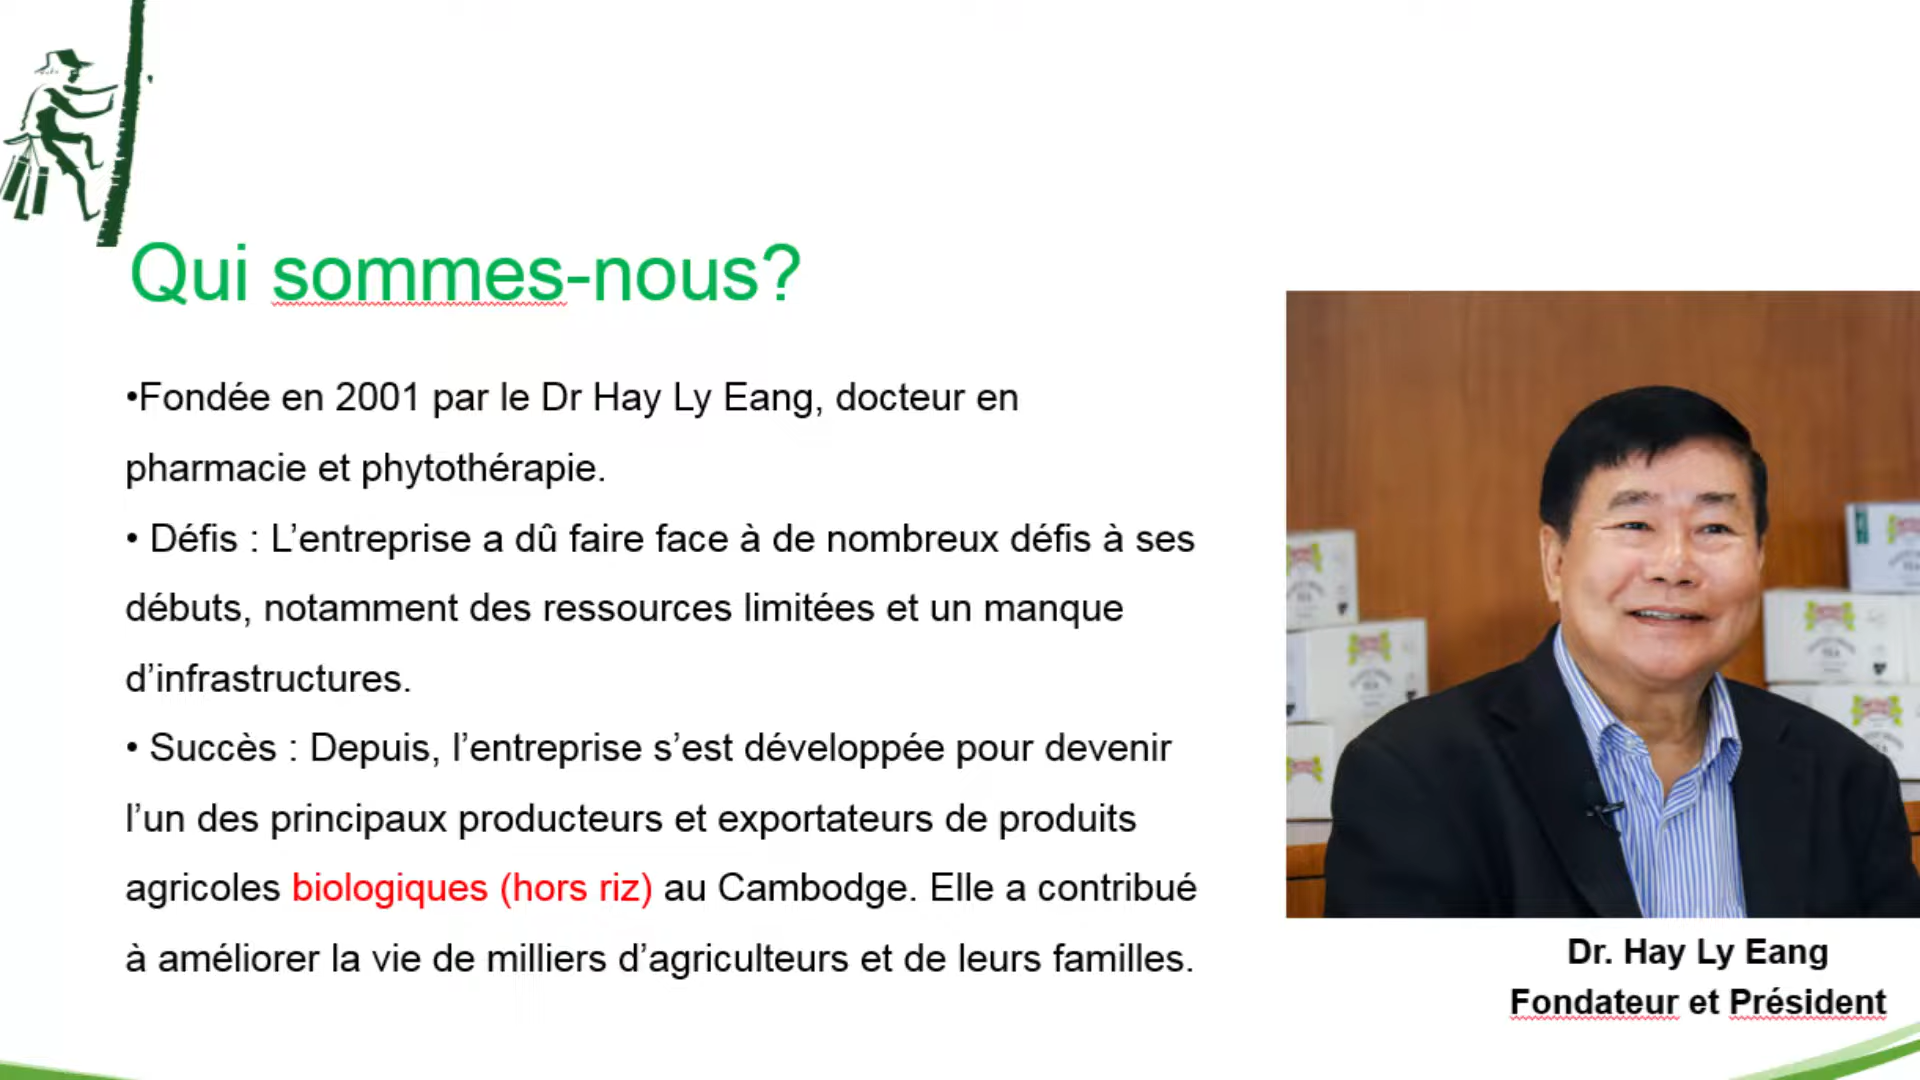 Qui sommes-nous?
•Fondée en 2001 par le Dr Hay Ly Eang, docteur en
pharmacie et phytothérapie.
• Défis : L’entreprise a dû faire face à de nombreux défis à ses
débuts, notamment des ressources limitées et un manque
d’infrastructures.
• Succès : Depuis, l’entreprise s’est développée pour devenir
l’un des principaux producteurs et exportateurs de produits
agricoles biologiques (hors riz) au Cambodge. Elle a contribué
à améliorer la vie de milliers d’agriculteurs et de leurs familles.
Dr. Hay Ly Eang
Fondateur et Président